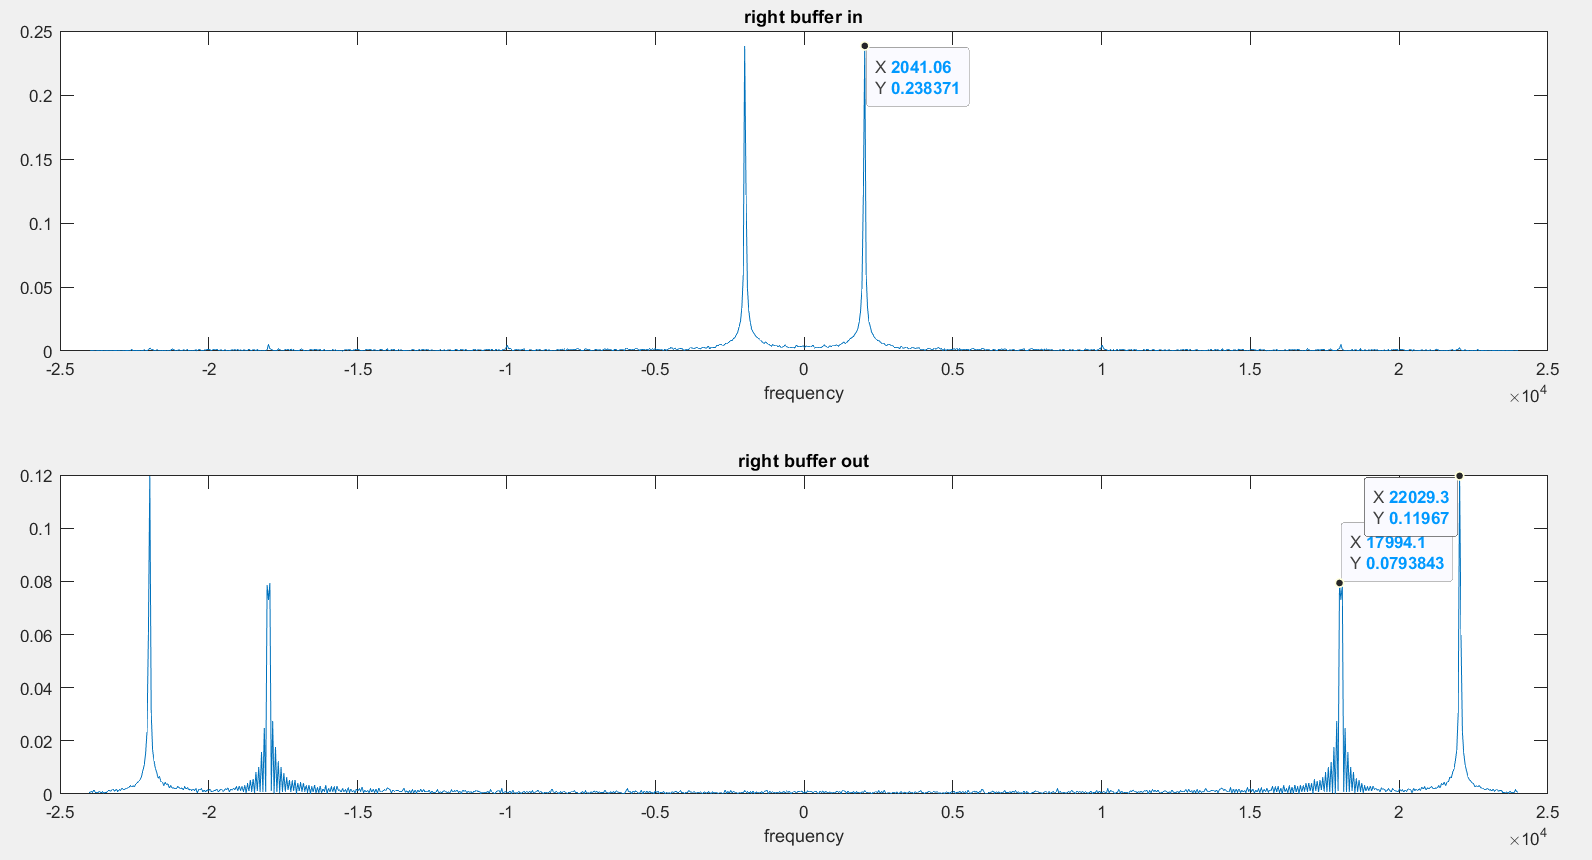 right buffer in
0.25
0.2
0.15
0.1
0.05
0
X 2041.06
Y 0.238371
-2.5 -2 -1.5 -1 -0.5 0 0.5 1 1.5 2 2.5
frequency
×10⁴
right buffer out
0.12
0.1
0.08
0.06
0.04
0.02
0
X 22029.3
Y 0.11967
X 17994.1
Y 0.0793843
-2.5 -2 -1.5 -1 -0.5 0 0.5 1 1.5 2 2.5
frequency
×10⁴